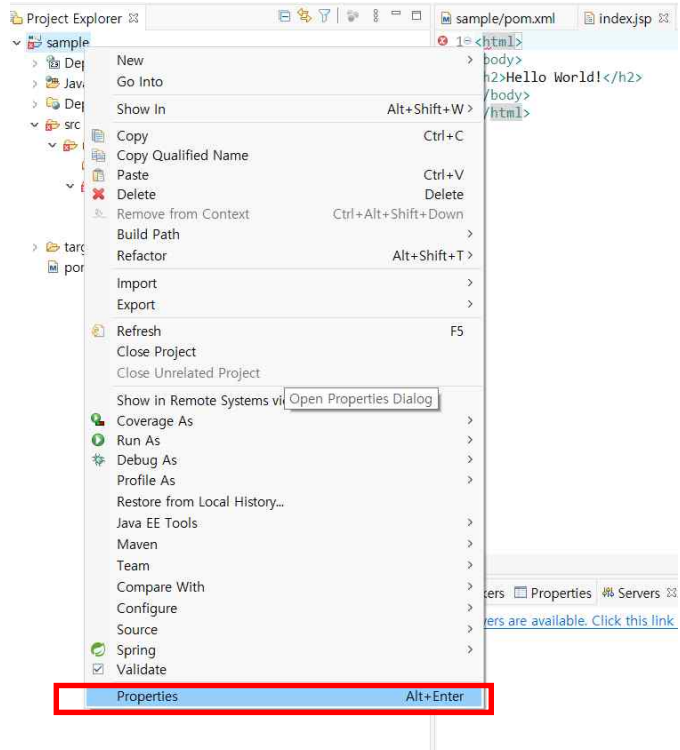 Project Explorer
sample/pom.xml
index.jsp
sample
1
<html>
body>
h2>Hello World!</h2>
/body>
/html>
Dep
Java
Dep
src
targ
New
Go Into
Show In Alt+Shift+W
Copy Ctrl+C
Copy Qualified Name
Paste Ctrl+V
Delete Delete
Remove from Context Ctrl+Alt+Shift+Down
Build Path
Refactor Alt+Shift+T
Import
Export
Refresh F5
Close Project
Close Unrelated Project
Show in Remote Systems vi
Open Properties Dialog
Coverage As
Run As
Debug As
Profile As
Restore from Local History...
Java EE Tools
Maven
Team
Compare With
Configure
Source
Spring
Validate
Properties Alt+Enter
kers
Properties
Servers
vers are available. Click this link